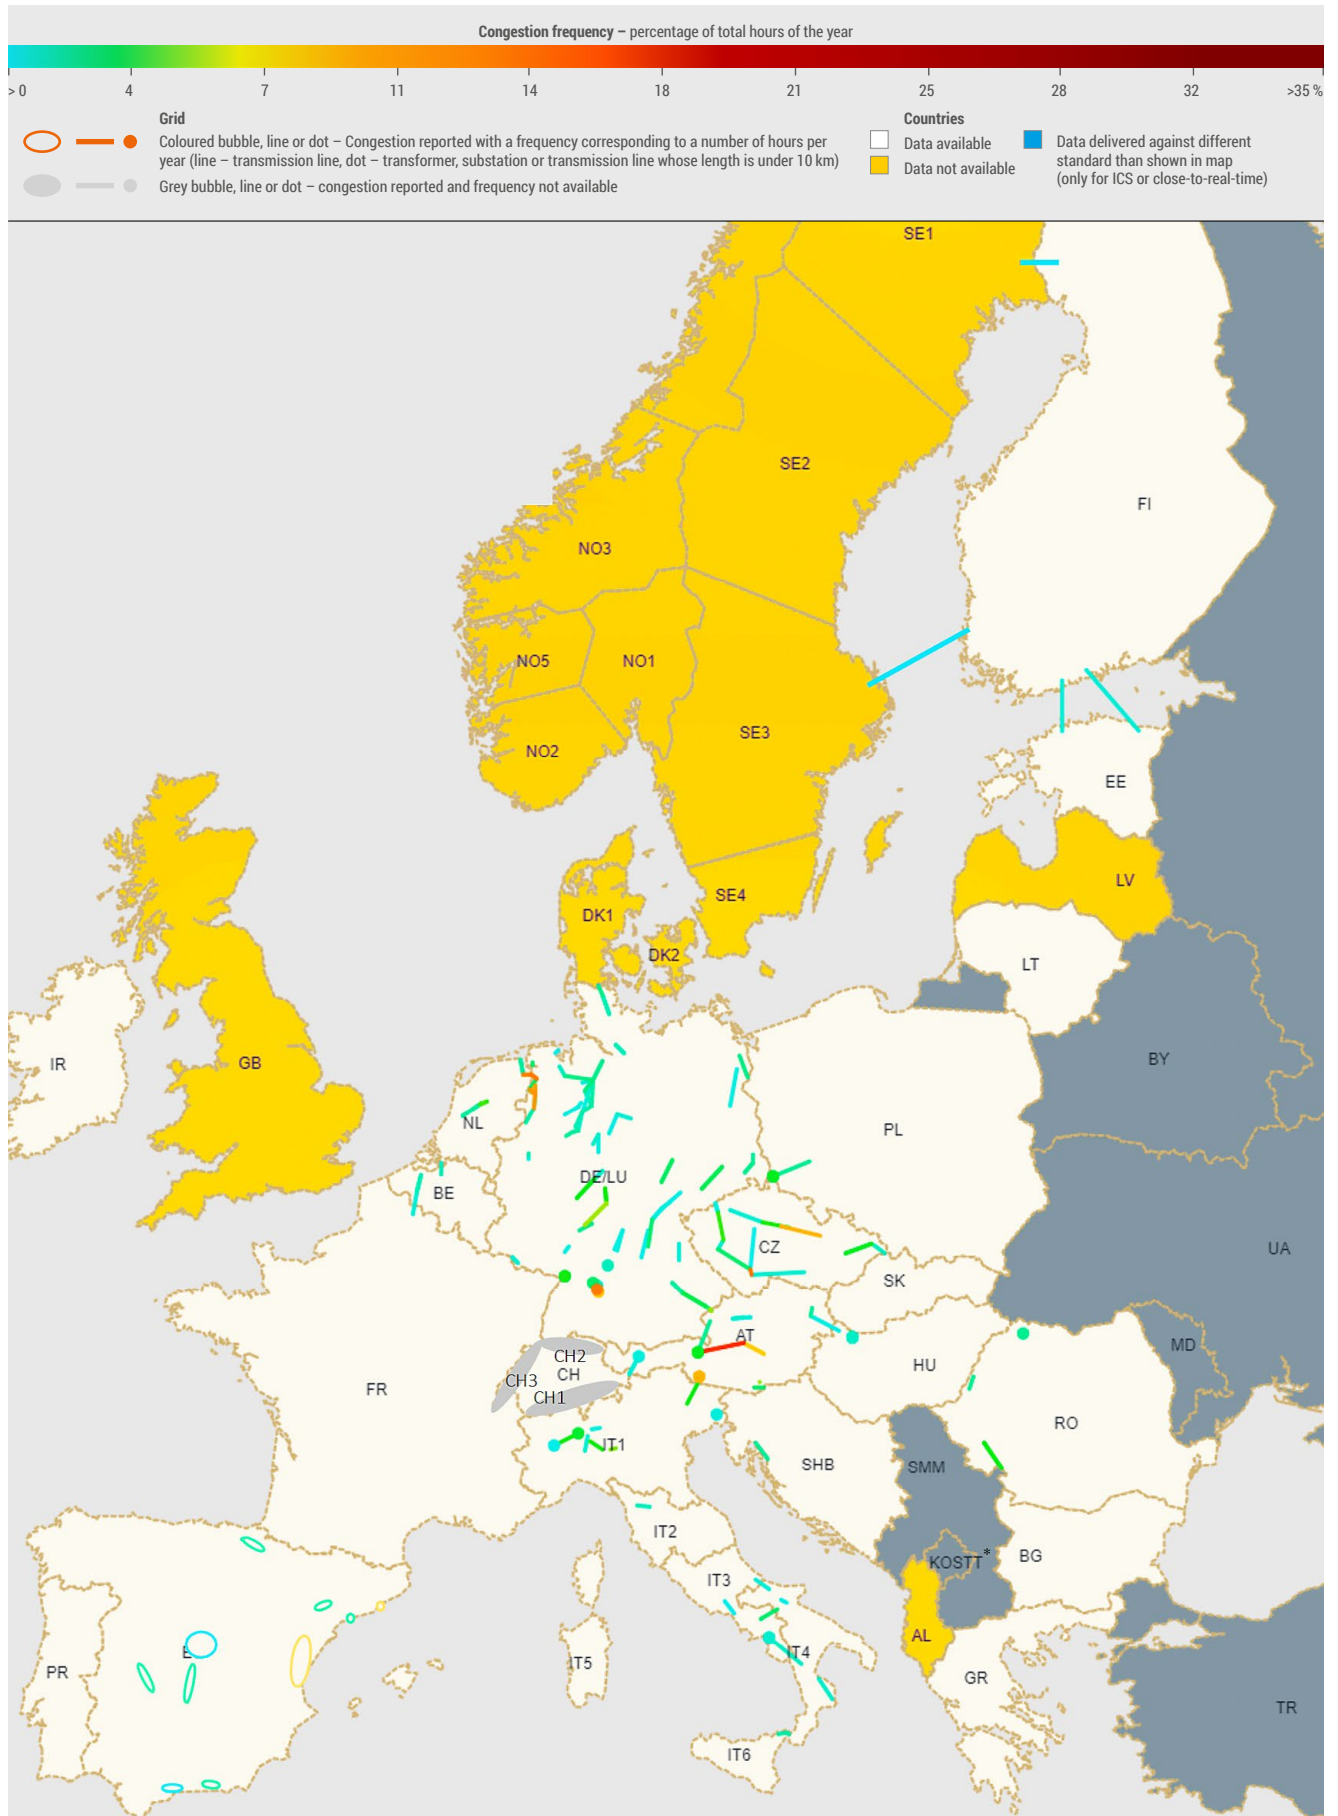 Congestion frequency – percentage of total hours of the year
> 0 4 7 11 14 18 21 25 28 32 >35 %
Grid
Coloured bubble, line or dot – Congestion reported with a frequency corresponding to a number of hours per
year (line – transmission line, dot – transformer, substation or transmission line whose length is under 10 km)
Grey bubble, line or dot – congestion reported and frequency not available
Countries
Data available
Data not available
Data delivered against different
standard than shown in map
(only for ICS or close-to-real-time)
SE1
SE2
FI
NO3
NO5
NO1
SE3
NO2
EE
LV
SE4
DK1
DK2
LT
IR
GB
BY
NL
PL
DE/LU
BE
CZ
UA
SK
AT
MD
CH2
HU
CH
CH3
FR
CH1
RO
IT1
SHB
SMM
IT2
KOSTT*
BG
IT3
AL
E
IT4
IT5
PR
GR
TR
IT6